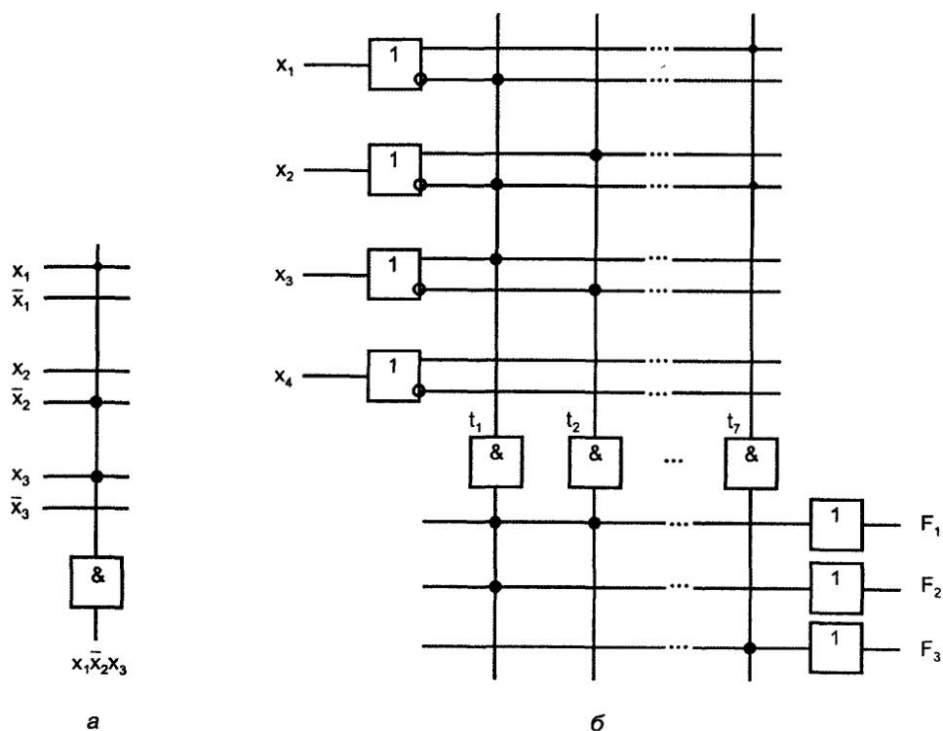 x₁
x̄₁
x₂
x̄₂
x₃
x̄₃
&
x₁x̄₂x₃
а
x₁
1
...
...
x₂
1
...
...
x₃
1
...
...
x₄
1
...
...
t₁
t₂
t₇
&
&
...
&
...
1
F₁
...
1
F₂
...
1
F₃
б